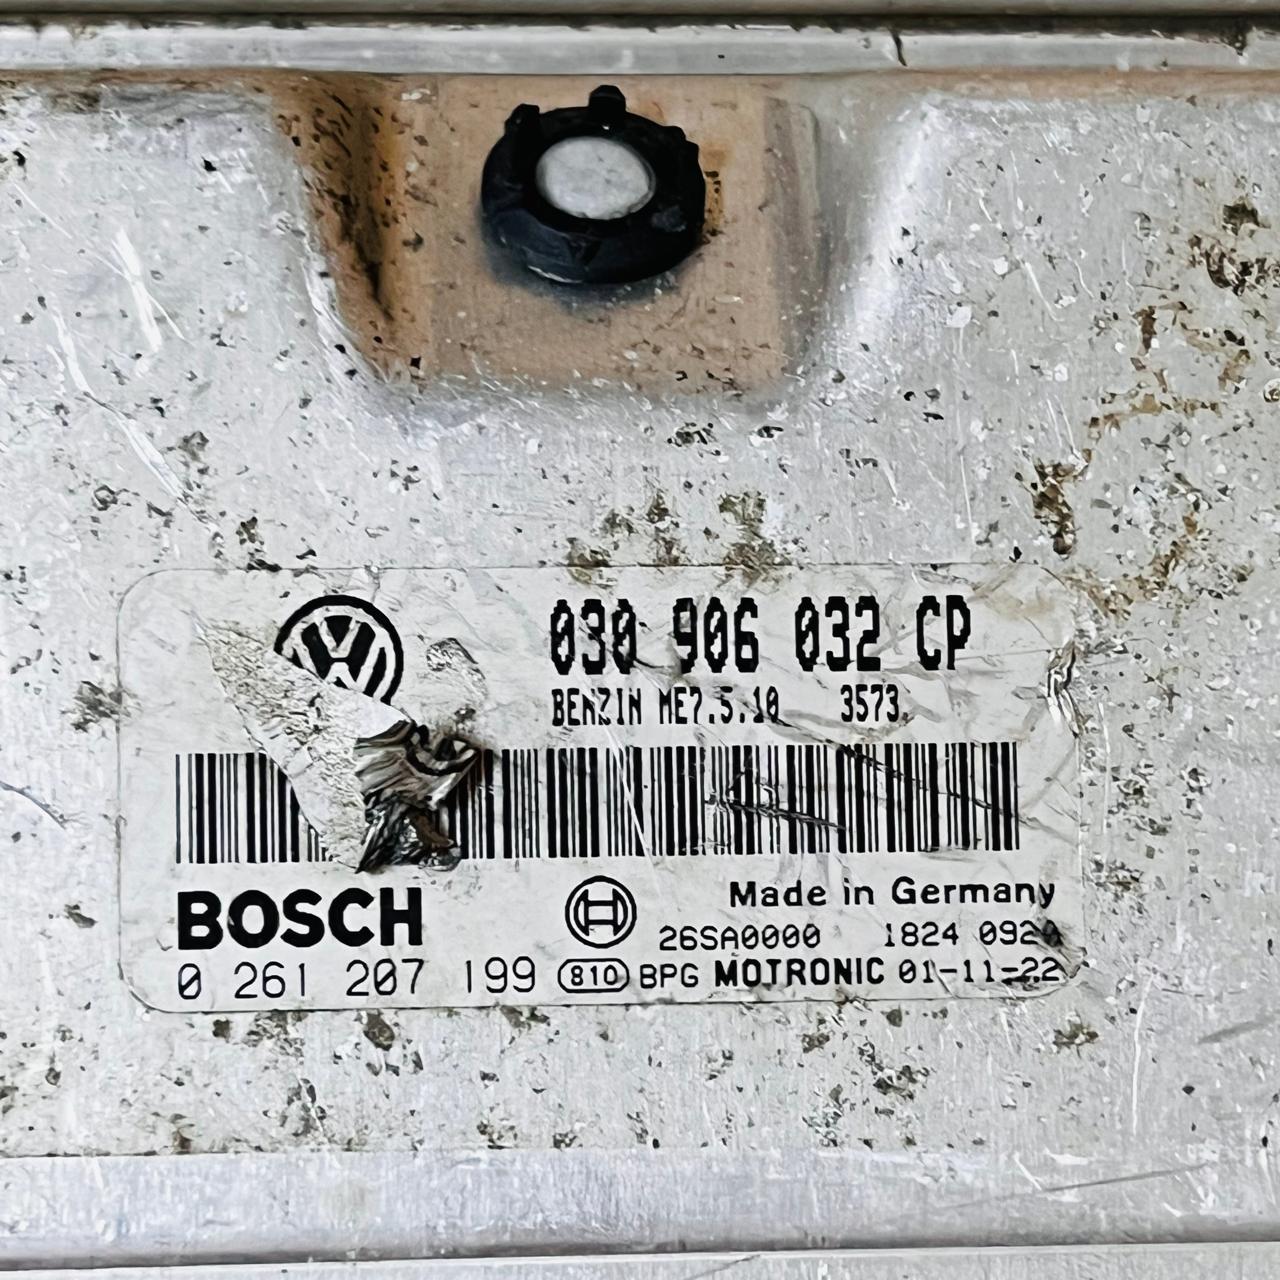 030 906 032 CP
BENZIN ME7.5.10 3573
BOSCH
Made in Germany
26SA0000 1824 0920
0 261 207 199 810 BPG MOTRONIC 01-11-22